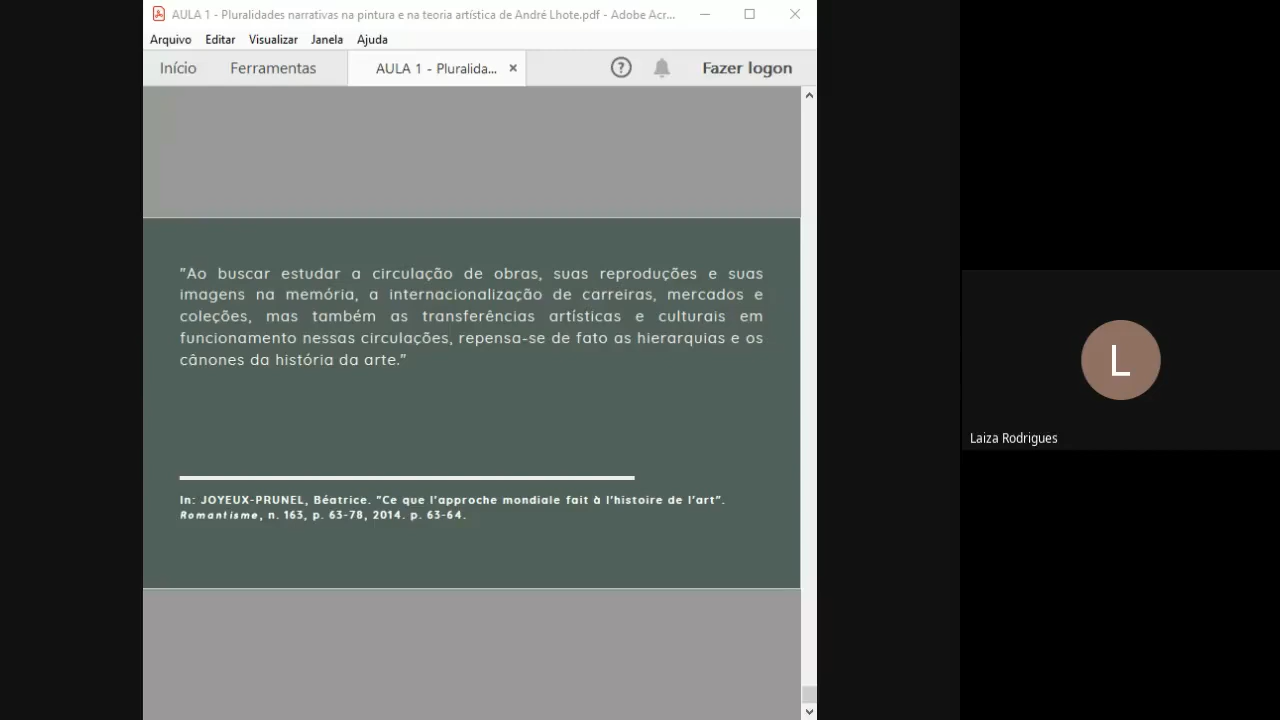 AULA 1 - Pluralidades narrativas na pintura e na teoria artística de André Lhote.pdf - Adobe Acr...
Arquivo Editar Visualizar Janela Ajuda
Início Ferramentas AULA 1 - Pluralida... × ? Fazer logon
"Ao buscar estudar a circulação de obras, suas reproduções e suas
imagens na memória, a internacionalização de carreiras, mercados e
coleções, mas também as transferências artísticas e culturais em
funcionamento nessas circulações, repensa-se de fato as hierarquias e os
cânones da história da arte."
In: JOYEUX-PRUNEL, Béatrice. "Ce que l'approche mondiale fait à l'histoire de l'art".
Romantisme, n. 163, p. 63-78, 2014. p. 63-64.
L
Laiza Rodrigues